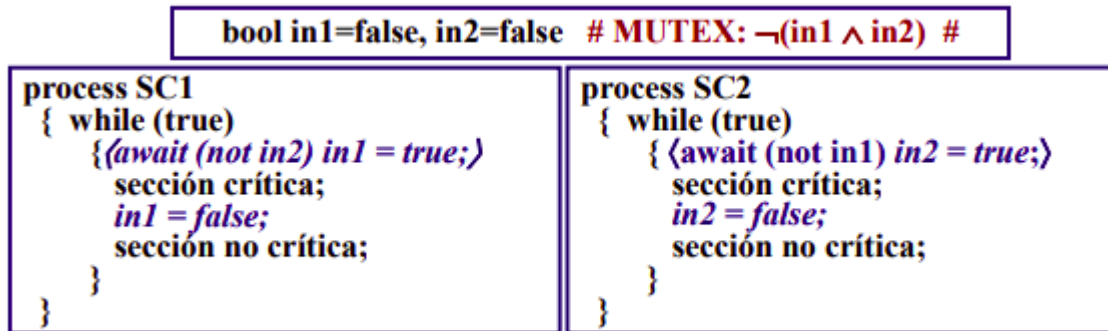 bool in1=false, in2=false # MUTEX: ¬(in1 ∧ in2) #
process SC1
{ while (true)
{⟨await (not in2) in1 = true;⟩
sección crítica;
in1 = false;
sección no crítica;
}
}
process SC2
{ while (true)
{ ⟨await (not in1) in2 = true;⟩
sección crítica;
in2 = false;
sección no crítica;
}
}